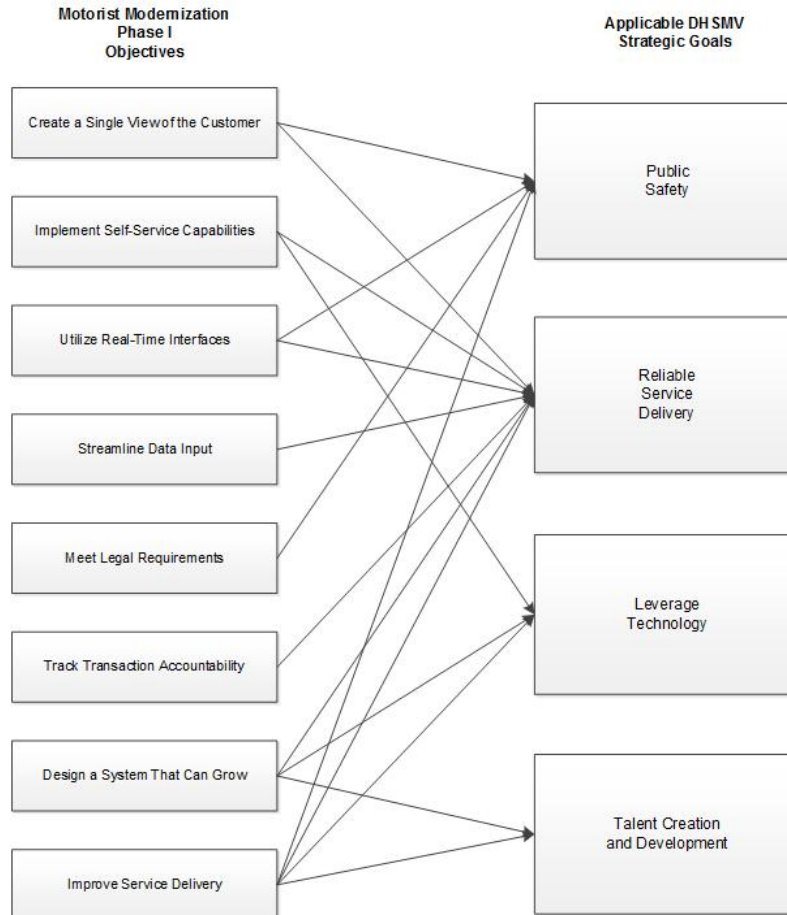 Motorist Modernization
Phase I
Objectives
Applicable DHSMV
Strategic Goals
Create a Single View of the Customer
Implement Self-Service Capabilities
Utilize Real-Time Interfaces
Streamline Data Input
Meet Legal Requirements
Track Transaction Accountability
Design a System That Can Grow
Improve Service Delivery
Public
Safety
Reliable
Service
Delivery
Leverage
Technology
Talent Creation
and Development